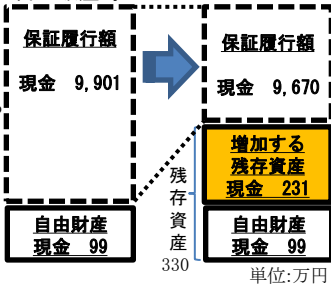 保証履行額
現金 9,901
自由財産
現金 99
保証履行額
現金 9,670
増加する
残存資産
現金 231
残存資産
330
自由財産
現金 99
単位:万円